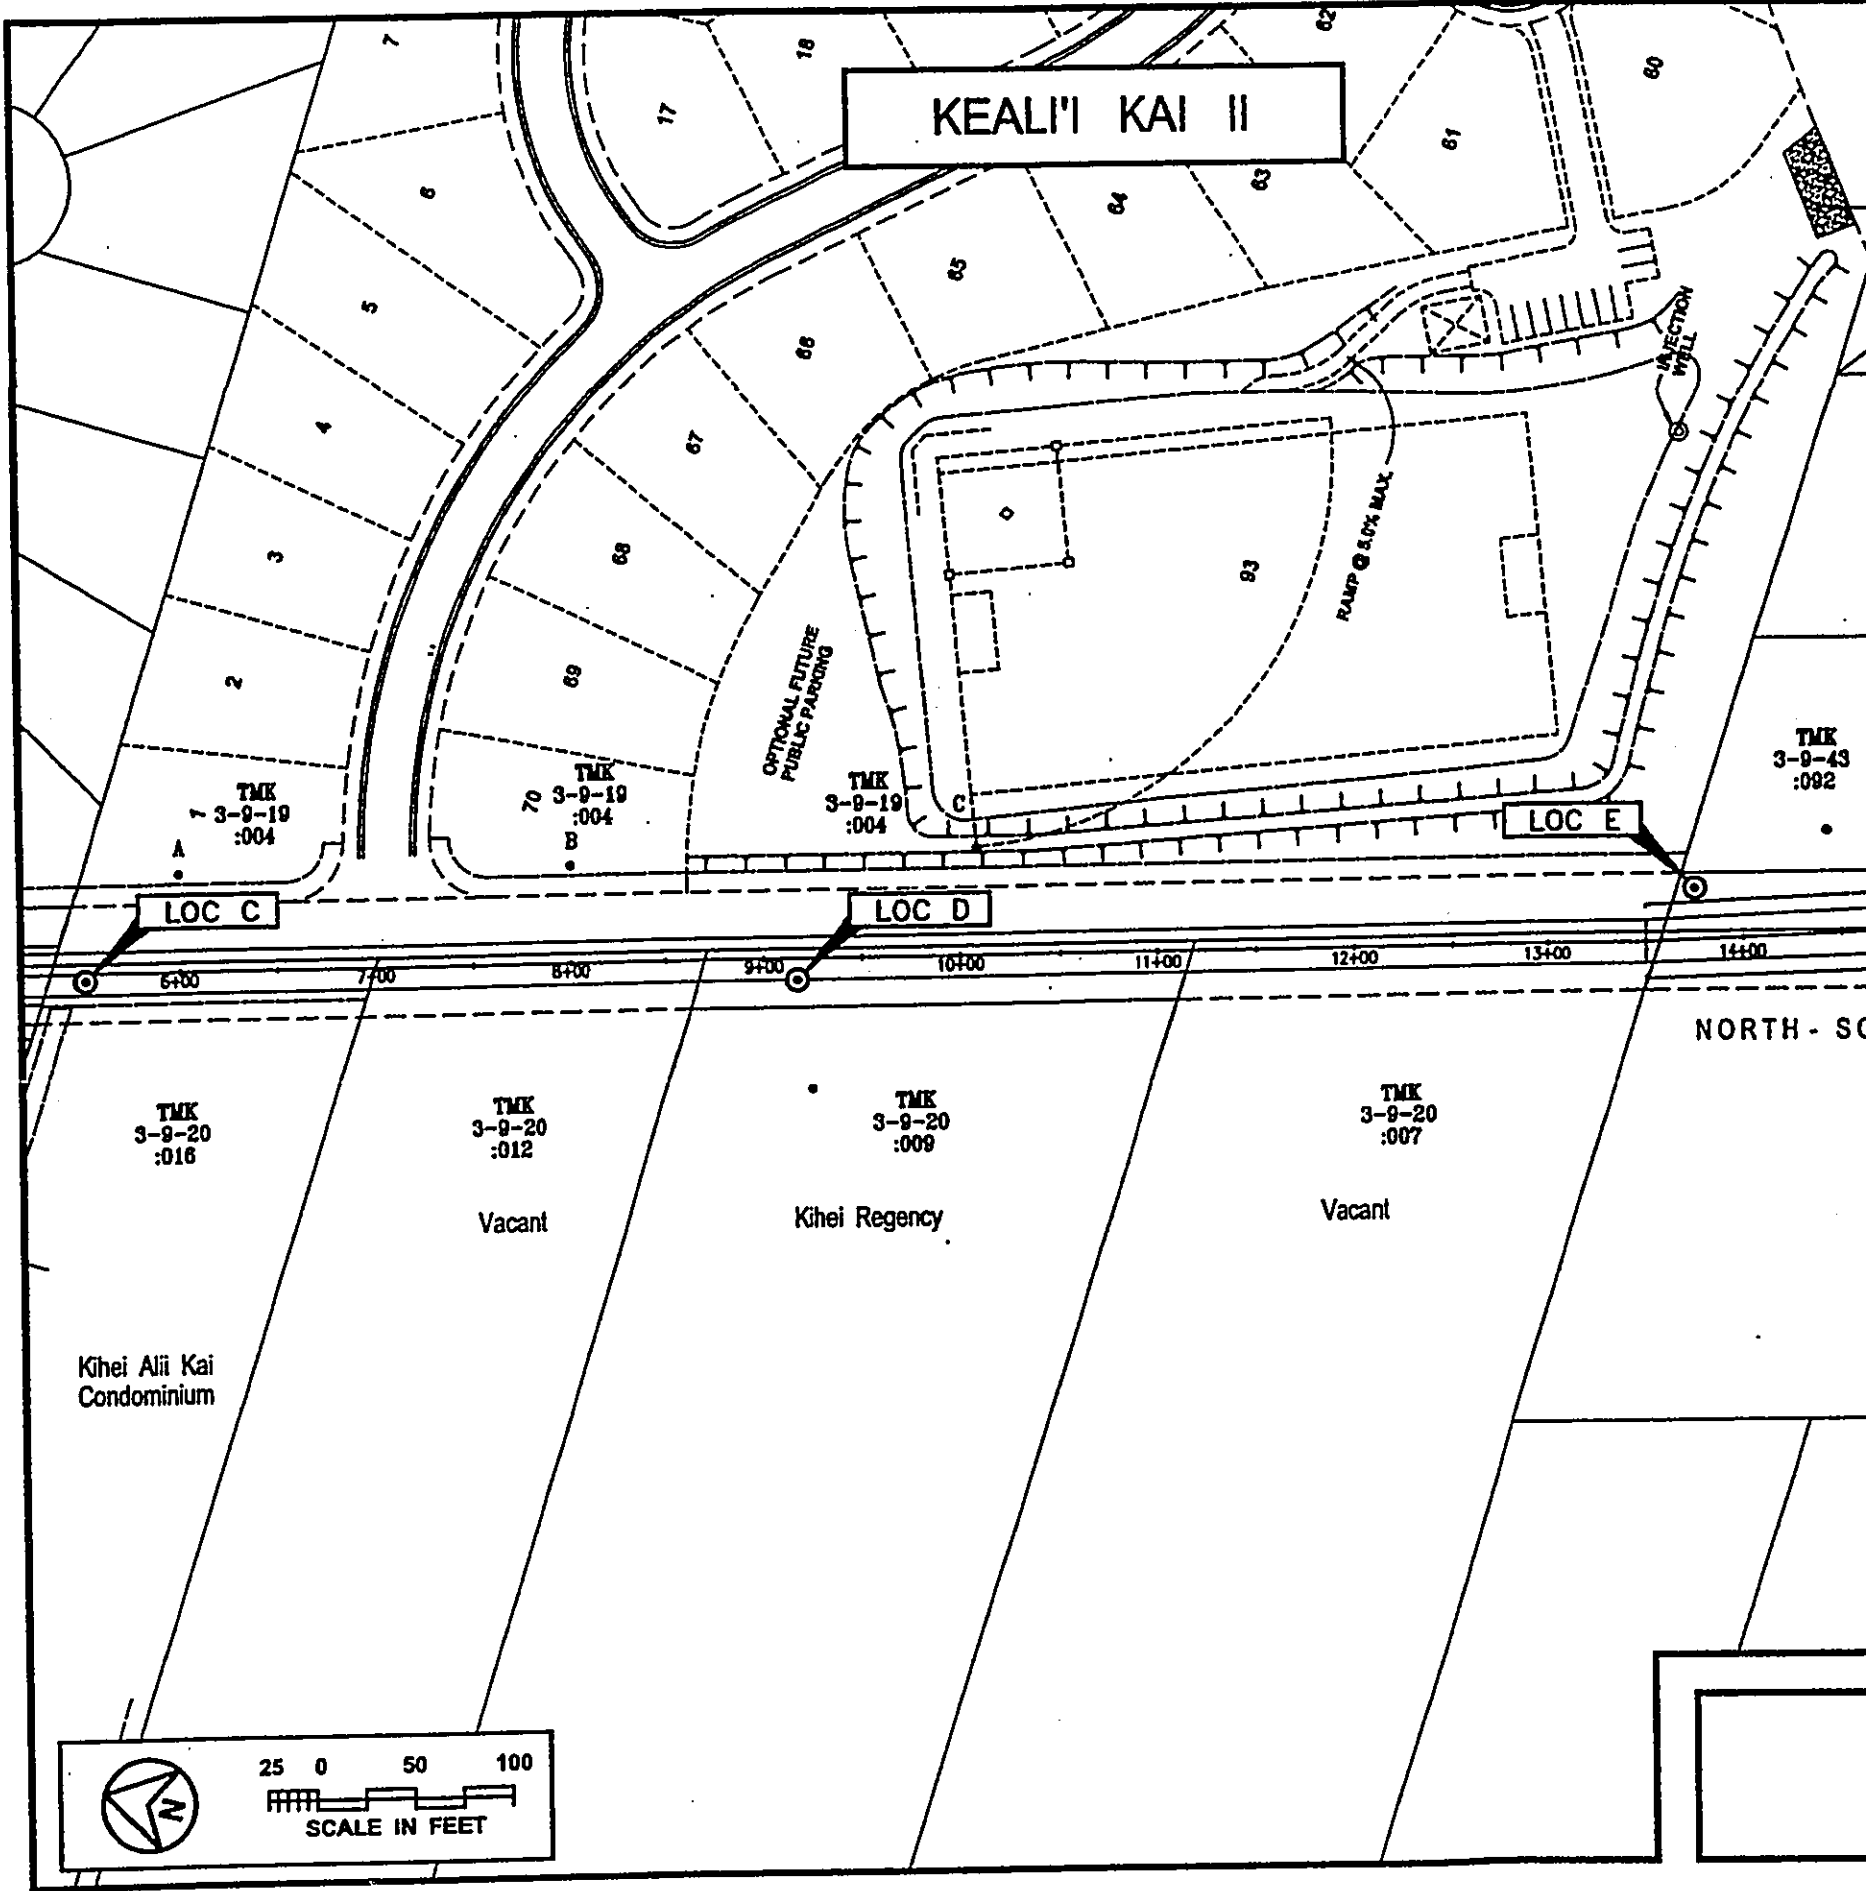 7
18
62
60
17
KEALI'I KAI II
61
6
64
63
5
65
66
INJECTION
WELL
4
67
3
68
93
RAMP @ 5.0% MAX.
2
69
OPTIONAL FUTURE
PUBLIC PARKING
TMK
3-9-43
:092
1
TMK
3-9-19
:004
70
TMK
3-9-19
:004
TMK
3-9-19
:004
C
LOC E
A
B
LOC C
LOC D
6+00
7+00
8+00
9+00
10+00
11+00
12+00
13+00
14+00
NORTH - SO
TMK
3-9-20
:016
TMK
3-9-20
:012
TMK
3-9-20
:009
TMK
3-9-20
:007
Vacant
Kihei Regency
Vacant
Kihei Alii Kai
Condominium
N
25 0 50 100
SCALE IN FEET